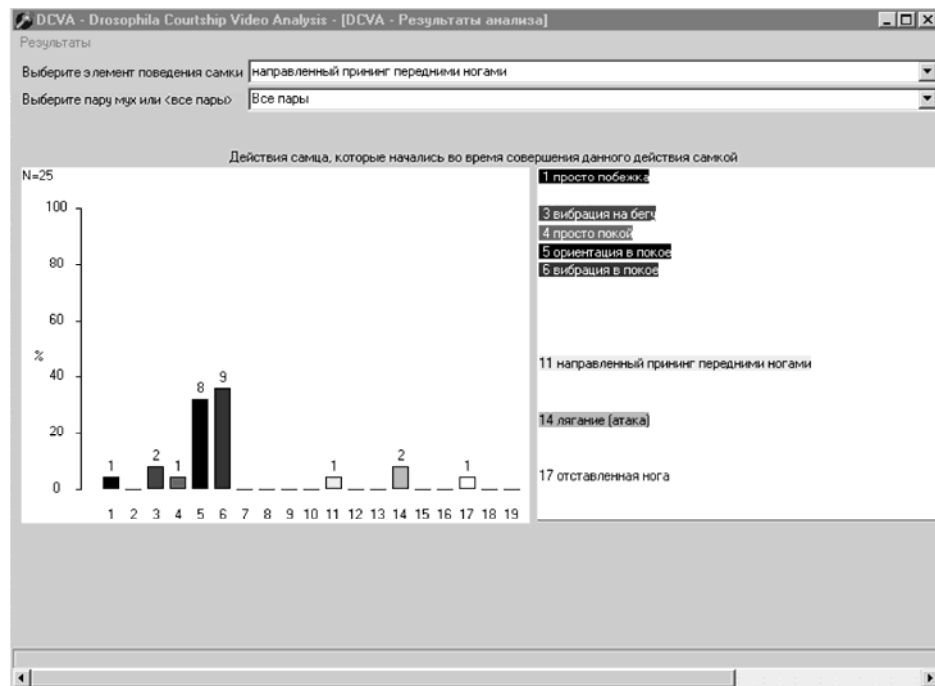 DCVA - Drosophila Courtship Video Analysis - [DCVA - Результаты анализа]
Результаты
Выберите элемент поведения самки направленный прининг передними ногами
Выберите пару мух или <все пары> Все пары
Действия самца, которые начались во время совершения данного действия самкой
N=25
100
80
60
%
40
20
0
1 2 1 8 9 1 2 1
1 2 3 4 5 6 7 8 9 10 11 12 13 14 15 16 17 18 19
1 просто побежка
3 вибрация на бегу
4 просто покой
5 ориентация в покое
6 вибрация в покое
11 направленный прининг передними ногами
14 лягание (атака)
17 отставленная нога